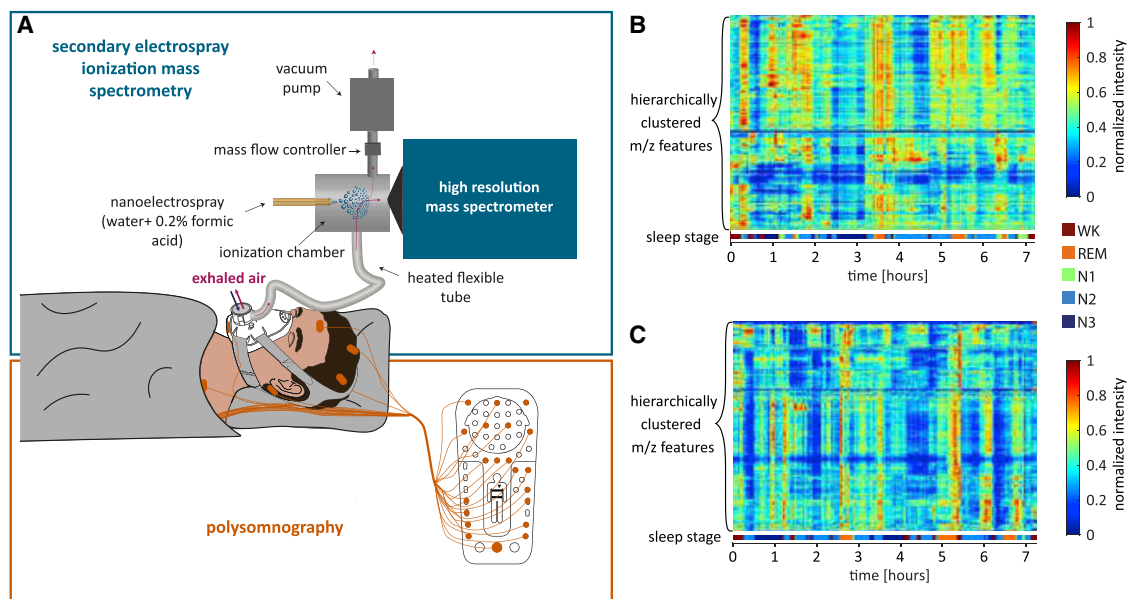 A
secondary electrospray
ionization mass
spectrometry
vacuum
pump
mass flow controller
high resolution
mass spectrometer
nanoelectrospray
(water+ 0.2% formic
acid)
ionization chamber
exhaled air
heated flexible
tube
polysomnography
B
hierarchically
clustered
m/z features
sleep stage
0 1 2 3 4 5 6 7
time [hours]
1
0.8
0.6
0.4
0.2
0
normalized intensity
WK
REM
N1
N2
N3
C
hierarchically
clustered
m/z features
sleep stage
0 1 2 3 4 5 6 7
time [hours]
1
0.8
0.6
0.4
0.2
0
normalized intensity